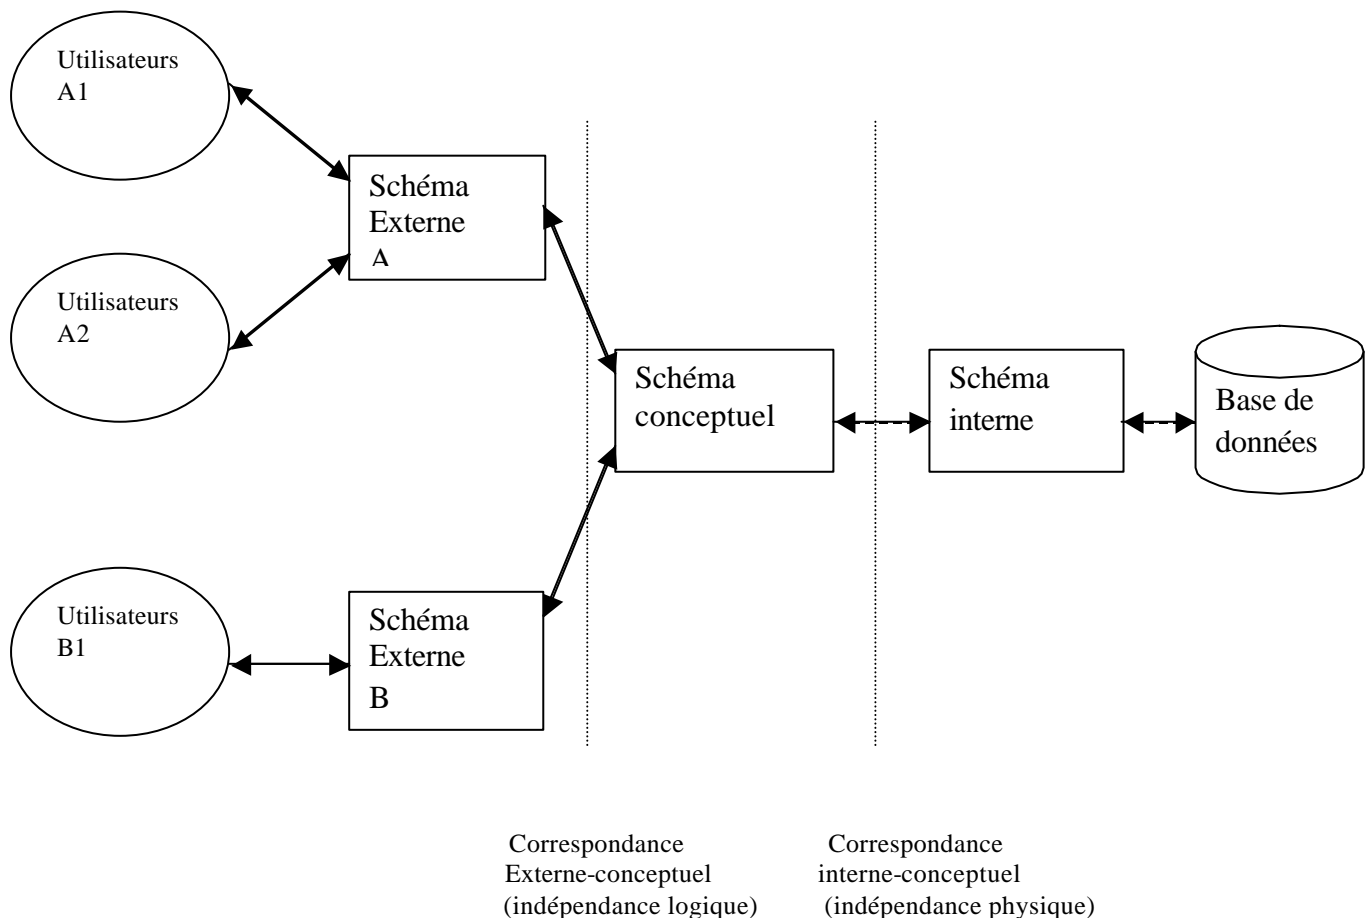 Utilisateurs
A1
Schéma
Externe
A
Utilisateurs
A2
Schéma
conceptuel
Schéma
interne
Base de
données
Utilisateurs
B1
Schéma
Externe
B
Correspondance
Externe-conceptuel
(indépendance logique)
Correspondance
interne-conceptuel
(indépendance physique)